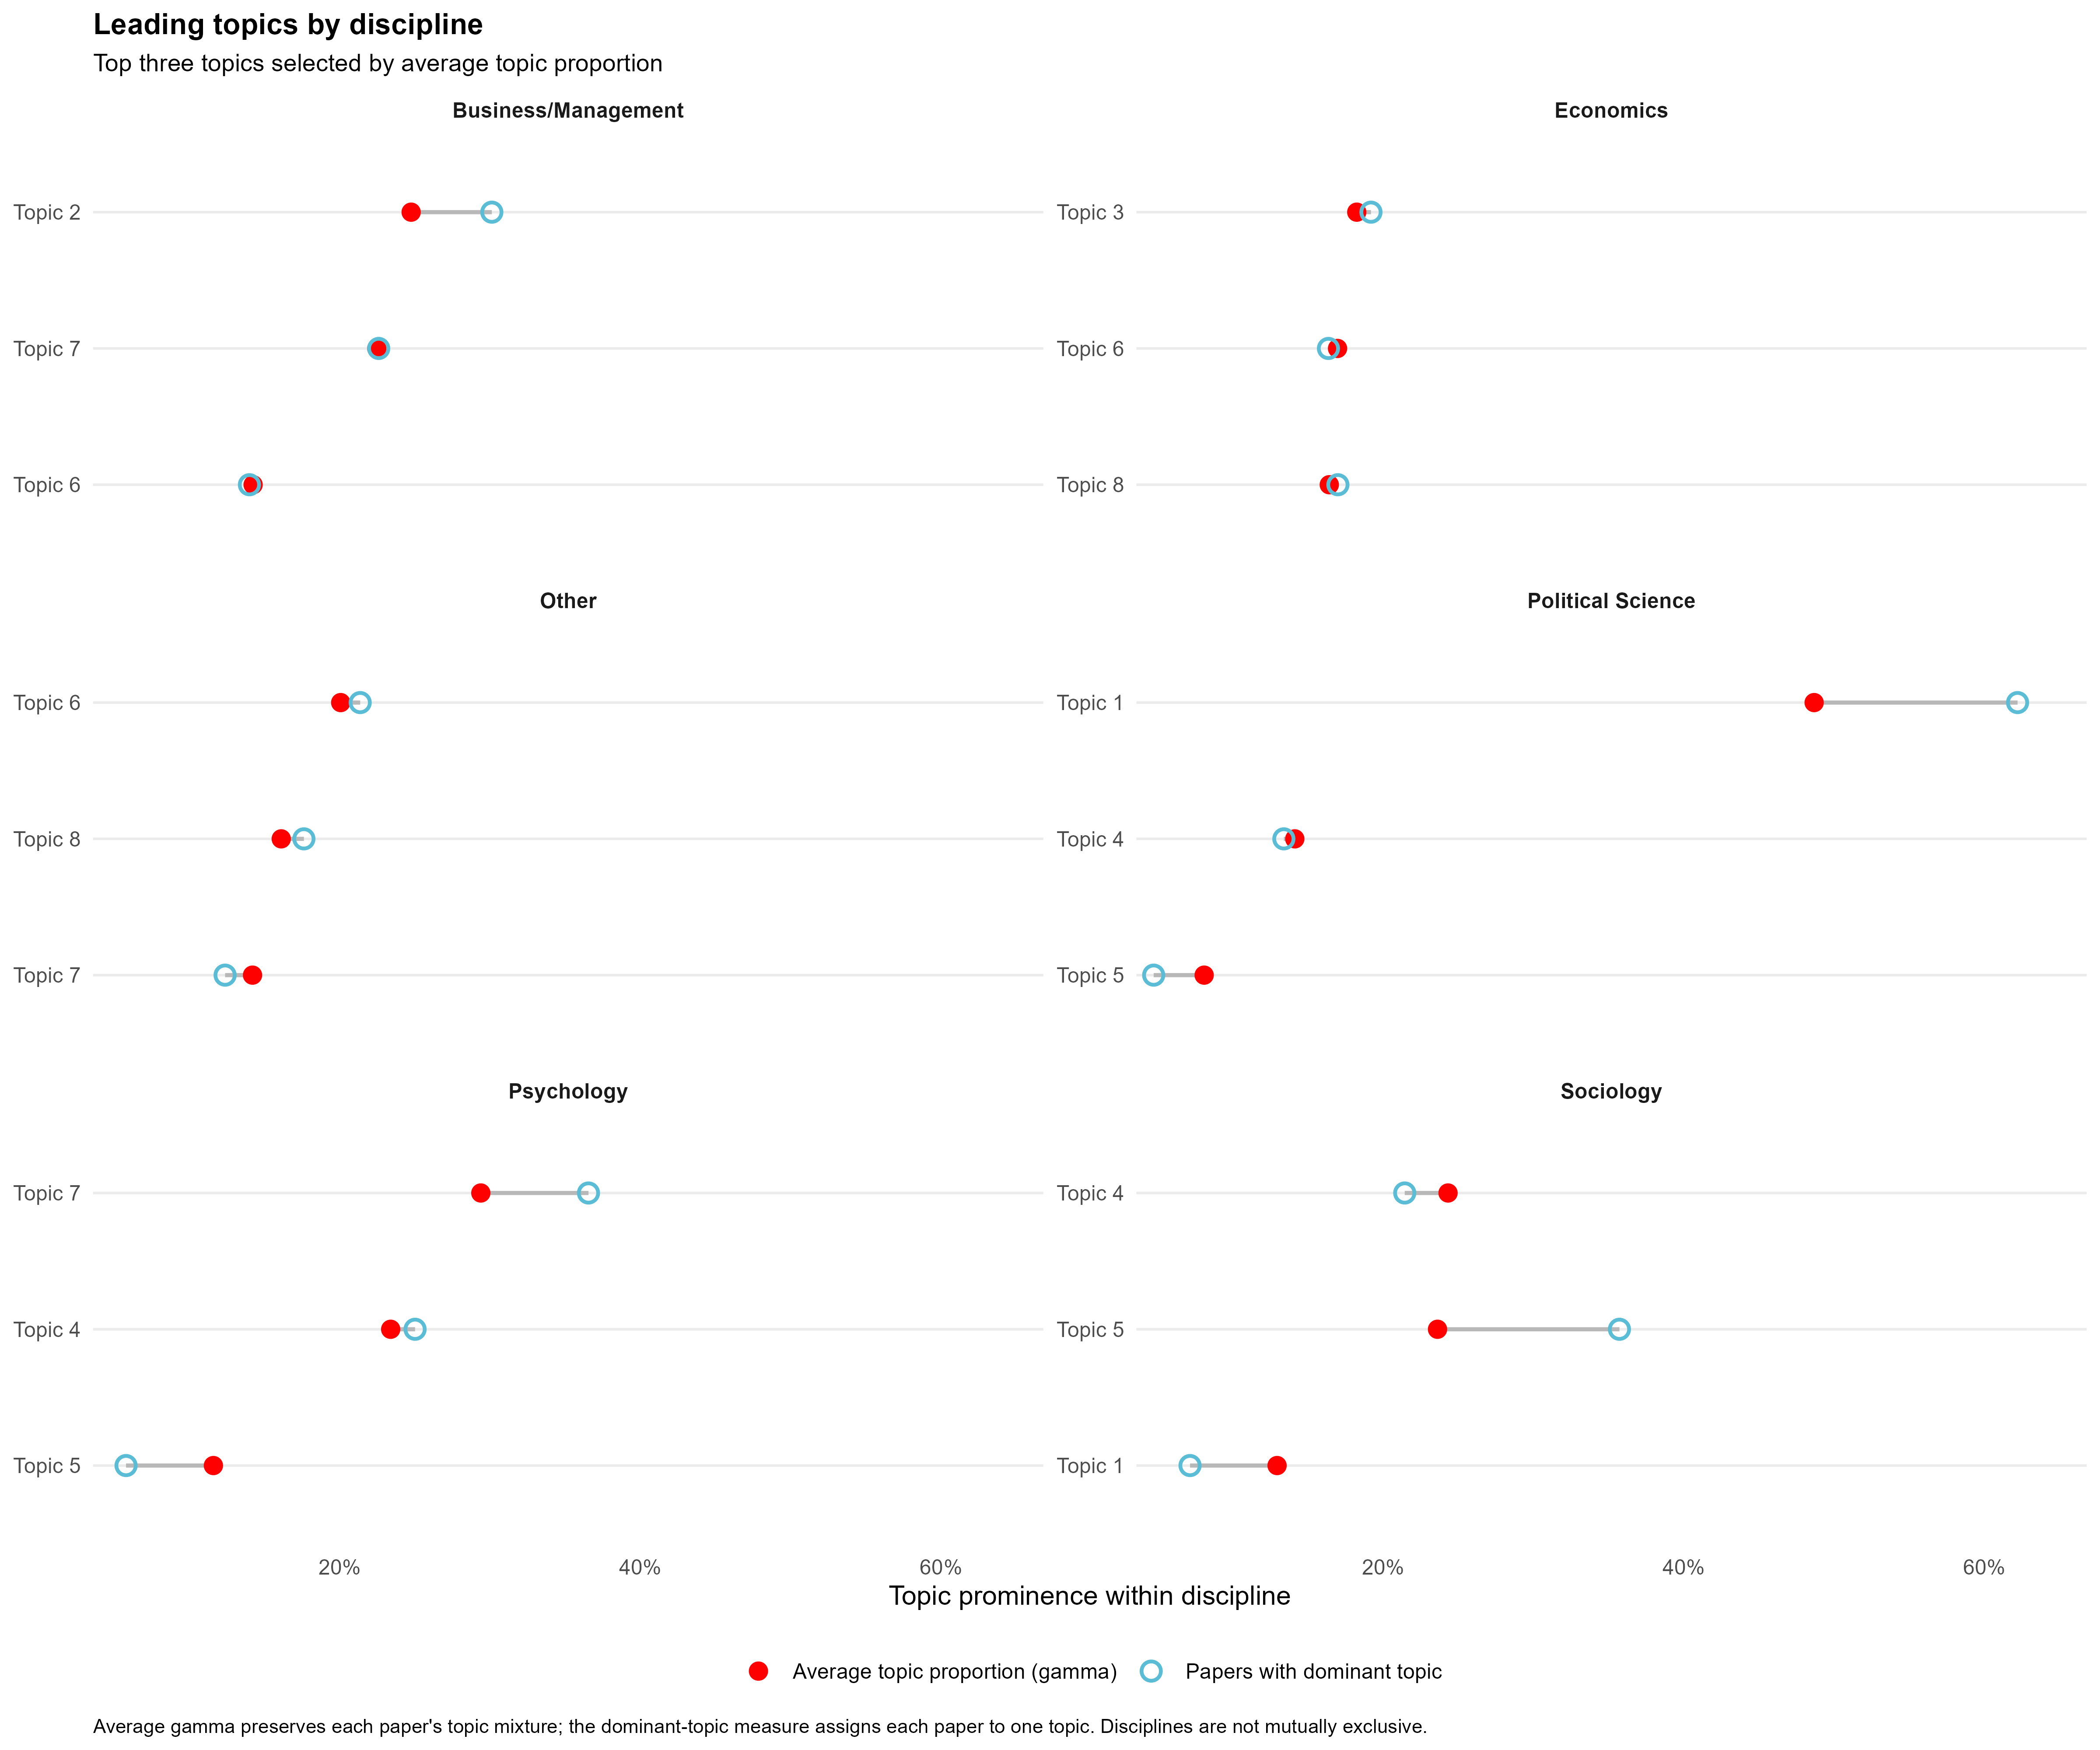 Leading topics by discipline
Top three topics selected by average topic proportion
Business/Management
Topic 2
Topic 7
Topic 6
Economics
Topic 3
Topic 6
Topic 8
Other
Topic 6
Topic 8
Topic 7
Political Science
Topic 1
Topic 4
Topic 5
Psychology
Topic 7
Topic 4
Topic 5
Sociology
Topic 4
Topic 5
Topic 1
20% 40% 60%
20% 40% 60%
Topic prominence within discipline
Average topic proportion (gamma) Papers with dominant topic
Average gamma preserves each paper's topic mixture; the dominant-topic measure assigns each paper to one topic. Disciplines are not mutually exclusive.